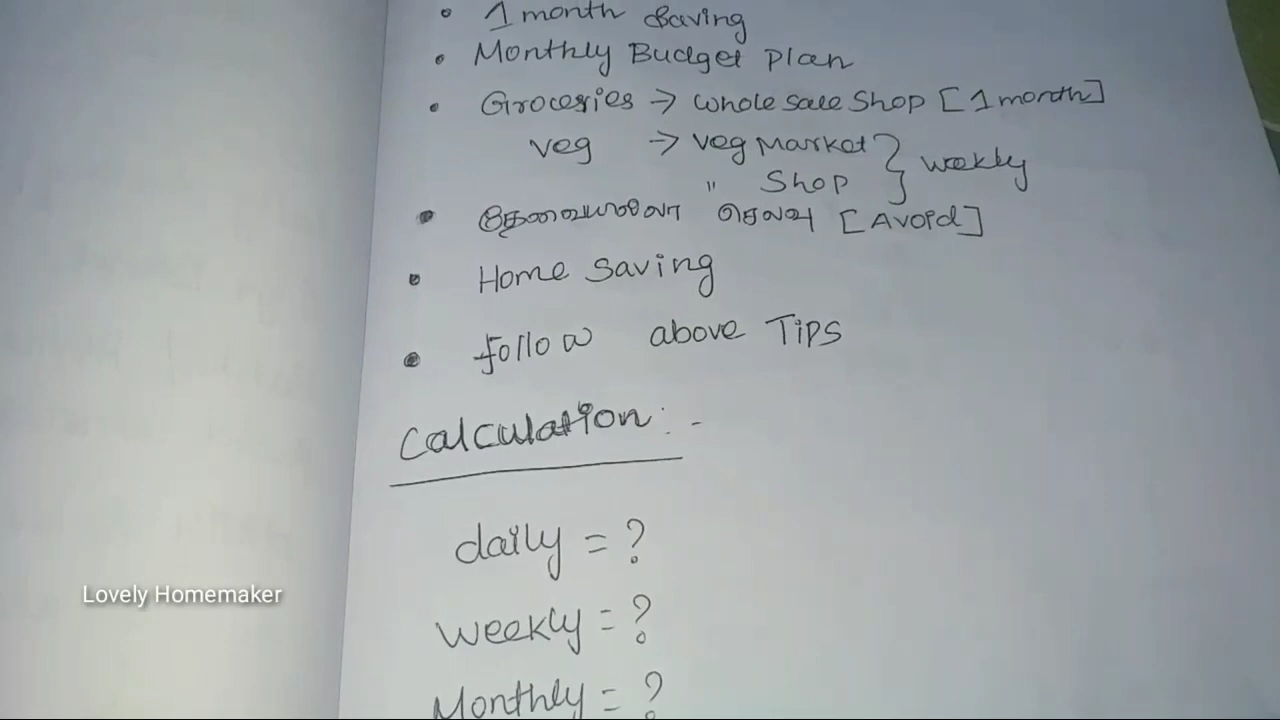 • 1 month Saving
• Monthly Budget Plan
• Groceries → Whole Sale Shop [1 month]
Veg → Veg Market } Weekly
" Shop
• தேவையில்லா செலவு [Avoid]
• Home Saving
• follow above Tips
Calculation : -
daily = ?
Weekly = ?
Monthly = ?
Lovely Homemaker